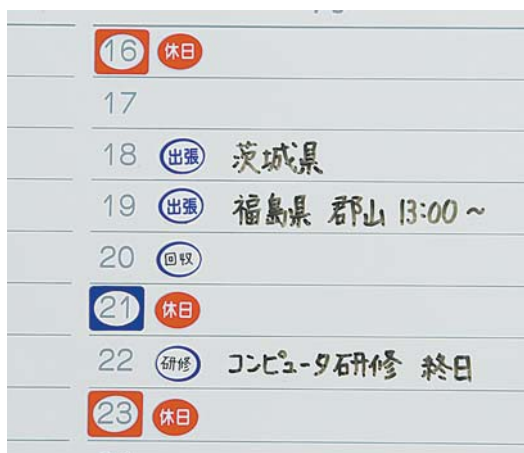 16 休日
17
18 出張 茨城県
19 出張 福島県 郡山 13:00～
20 回収
21 休日
22 研修 コンピュータ研修 終日
23 休日